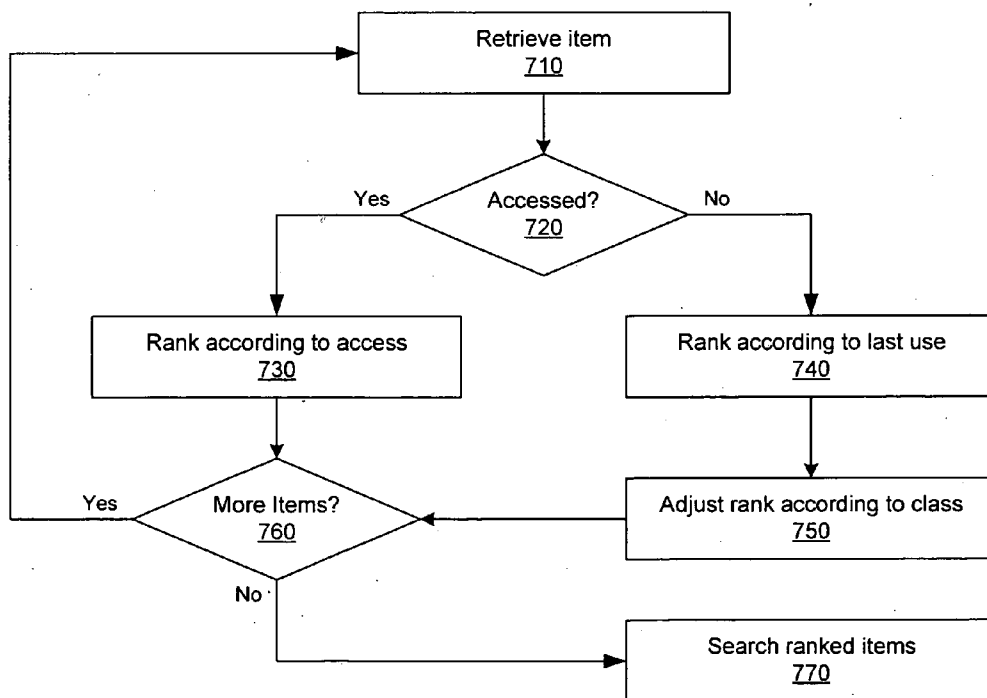 Retrieve item
710
Yes
Accessed?
720
No
Rank according to access
730
Rank according to last use
740
Yes
More Items?
760
Adjust rank according to class
750
No
Search ranked items
770